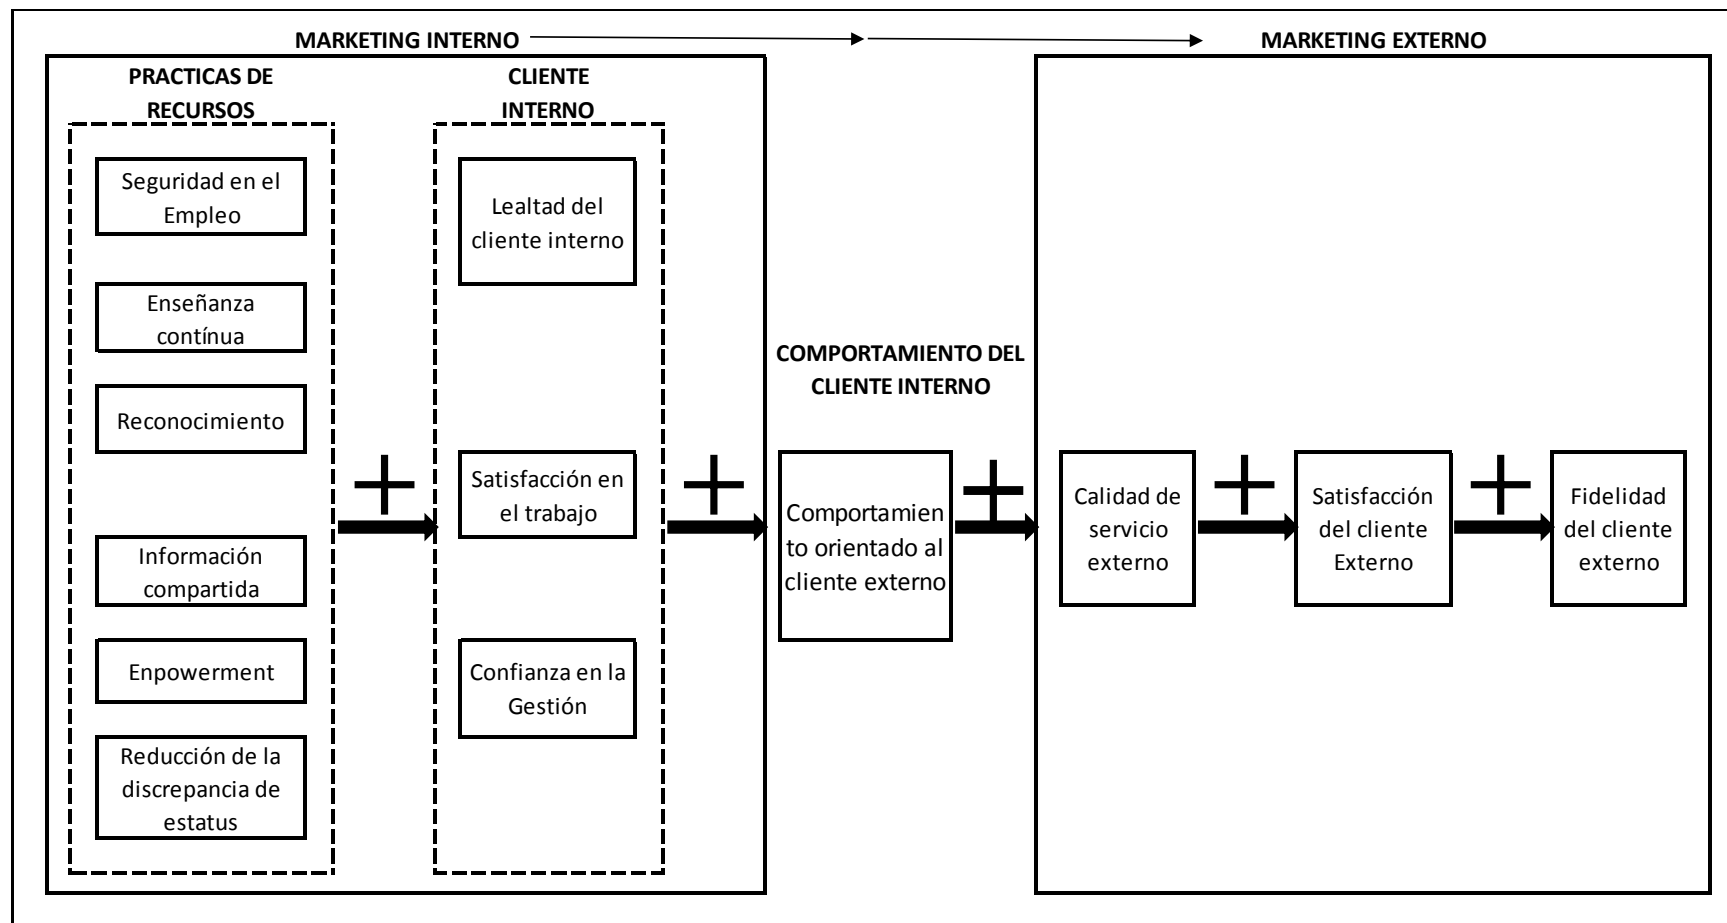 MARKETING INTERNO
MARKETING EXTERNO
PRACTICAS DE
RECURSOS
CLIENTE
INTERNO
Seguridad en el
Empleo
Enseñanza
contínua
Reconocimiento
Información
compartida
Enpowerment
Reducción de la
discrepancia de
estatus
Lealtad del
cliente interno
Satisfacción en
el trabajo
Confianza en la
Gestión
COMPORTAMIENTO DEL
CLIENTE INTERNO
Comportamien
to orientado al
cliente externo
Calidad de
servicio
externo
Satisfacción
del cliente
Externo
Fidelidad
del cliente
externo